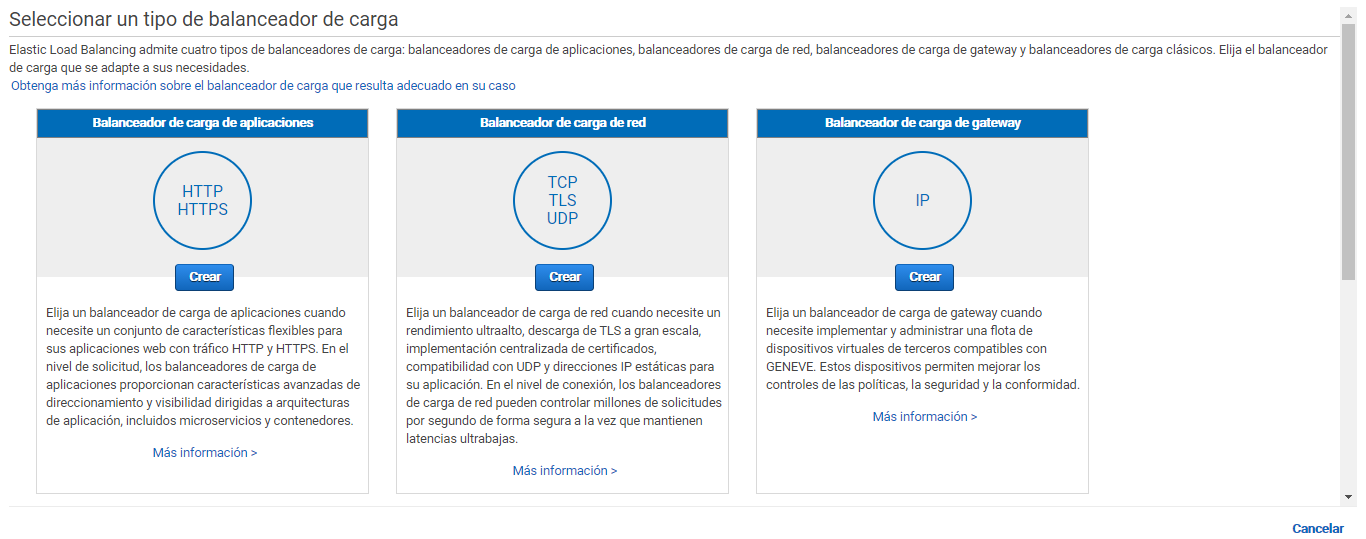 Seleccionar un tipo de balanceador de carga
Elastic Load Balancing admite cuatro tipos de balanceadores de carga: balanceadores de carga de aplicaciones, balanceadores de carga de red, balanceadores de carga de gateway y balanceadores de carga clásicos. Elija el balanceador
de carga que se adapte a sus necesidades.
Obtenga más información sobre el balanceador de carga que resulta adecuado en su caso
Balanceador de carga de aplicaciones
HTTP
HTTPS
Crear
Elija un balanceador de carga de aplicaciones cuando
necesite un conjunto de características flexibles para
sus aplicaciones web con tráfico HTTP y HTTPS. En el
nivel de solicitud, los balanceadores de carga de
aplicaciones proporcionan características avanzadas de
direccionamiento y visibilidad dirigidas a arquitecturas
de aplicación, incluidos microservicios y contenedores.
Más información >
Balanceador de carga de red
TCP
TLS
UDP
Crear
Elija un balanceador de carga de red cuando necesite un
rendimiento ultraalto, descarga de TLS a gran escala,
implementación centralizada de certificados,
compatibilidad con UDP y direcciones IP estáticas para
su aplicación. En el nivel de conexión, los balanceadores
de carga de red pueden controlar millones de solicitudes
por segundo de forma segura a la vez que mantienen
latencias ultrabajas.
Más información >
Balanceador de carga de gateway
IP
Crear
Elija un balanceador de carga de gateway cuando
necesite implementar y administrar una flota de
dispositivos virtuales de terceros compatibles con
GENEVE. Estos dispositivos permiten mejorar los
controles de las políticas, la seguridad y la conformidad.
Más información >
Cancelar